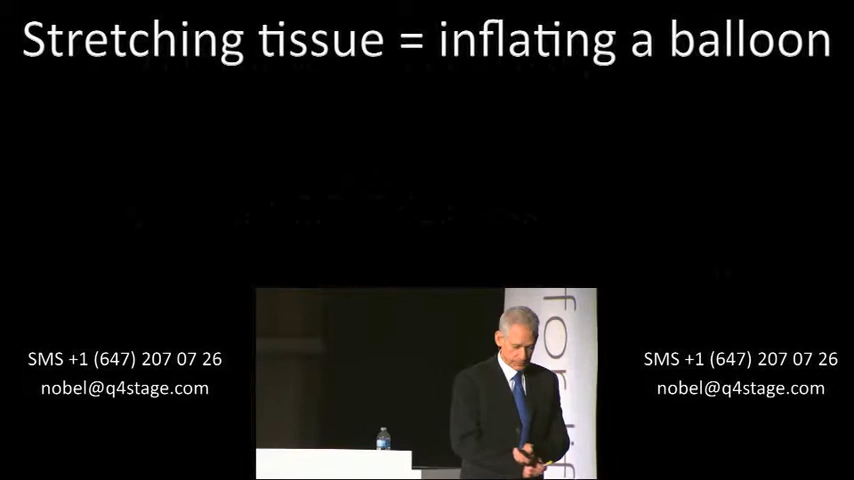 Stretching tissue = inflating a balloon
SMS +1 (647) 207 07 26
nobel@q4stage.com
SMS +1 (647) 207 07 26
nobel@q4stage.com
for